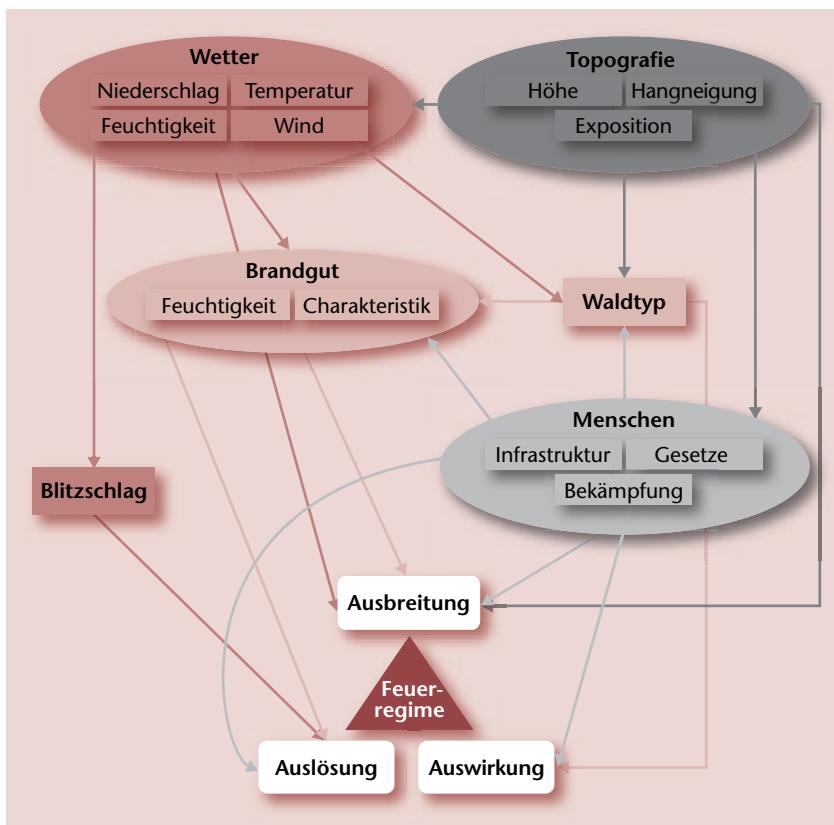 Wetter
Niederschlag Temperatur
Feuchtigkeit Wind
Topografie
Höhe Hangneigung
Exposition
Brandgut
Feuchtigkeit Charakteristik
Waldtyp
Menschen
Infrastruktur Gesetze
Bekämpfung
Blitzschlag
Ausbreitung
Feuer-
regime
Auslösung
Auswirkung